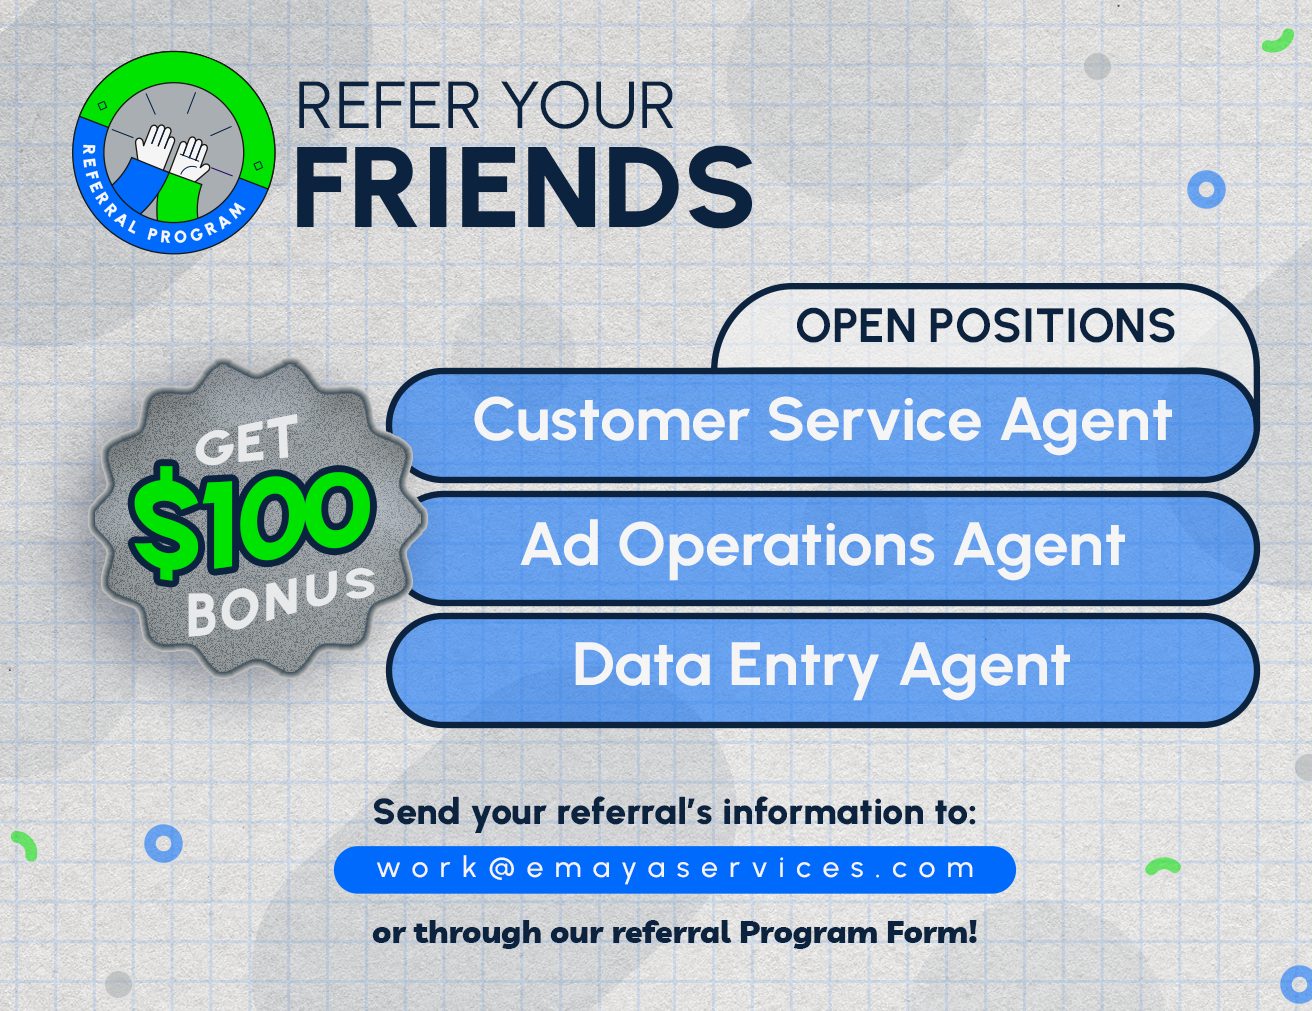 REFERRAL PROGRAM
REFER YOUR
FRIENDS
OPEN POSITIONS
Customer Service Agent
Ad Operations Agent
Data Entry Agent
GET
$100
BONUS
Send your referral's information to:
work@emayaservices.com
or through our referral Program Form!